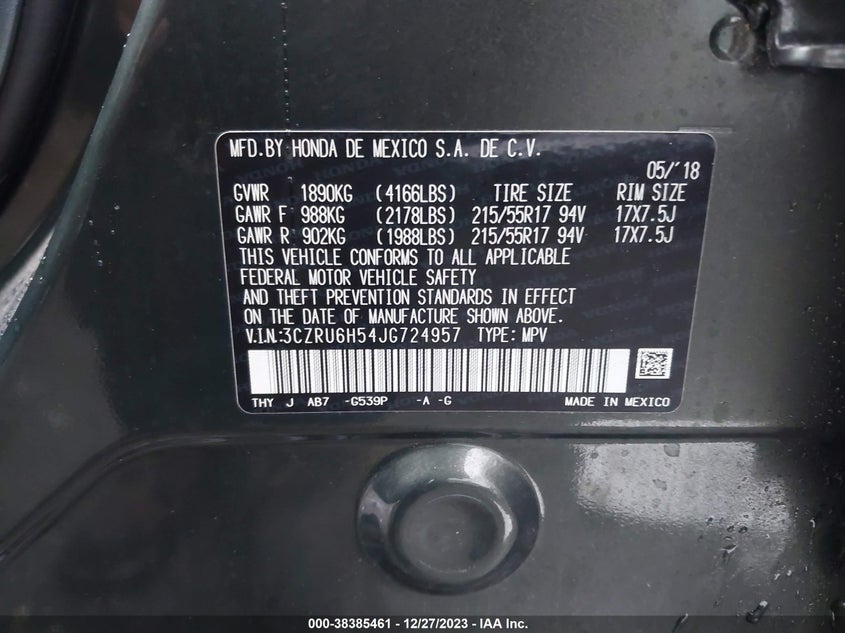 MFD.BY HONDA DE MEXICO S.A. DE C.V.
05/'18
GVWR 1890KG (4166LBS) TIRE SIZE RIM SIZE
GAWR F 988KG (2178LBS) 215/55R17 94V 17X7.5J
GAWR R 902KG (1988LBS) 215/55R17 94V 17X7.5J
THIS VEHICLE CONFORMS TO ALL APPLICABLE
FEDERAL MOTOR VEHICLE SAFETY
AND THEFT PREVENTION STANDARDS IN EFFECT
ON THE DATE OF MANUFACTURE SHOWN ABOVE.
V.I.N:3CZRU6H54JG724957 TYPE: MPV
THY J AB7 -G539P -A -G MADE IN MEXICO
000-38385461 - 12/27/2023 - IAA Inc.